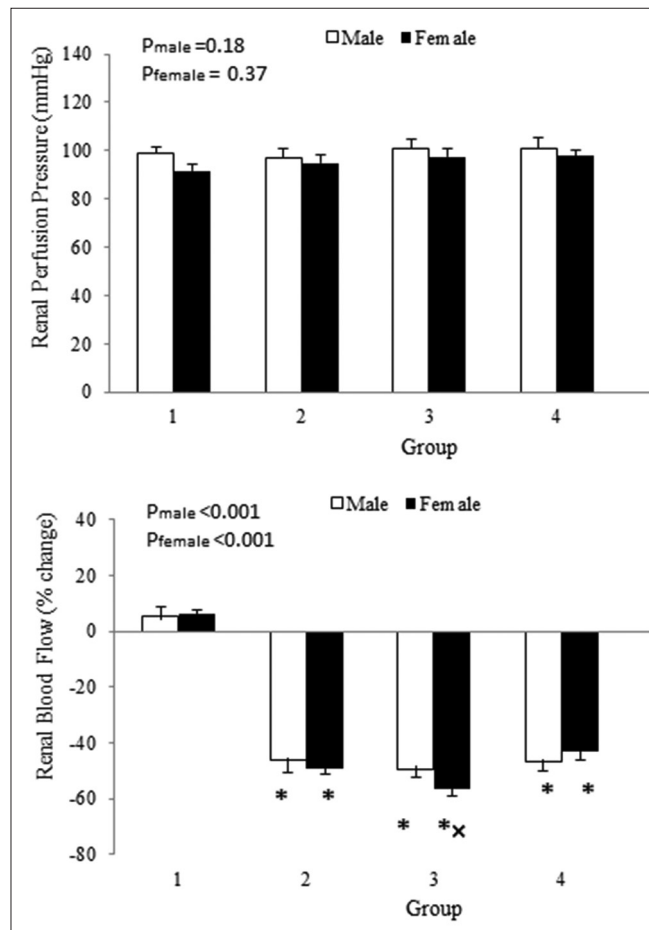 Male Female
Pmale =0.18
Pfemale = 0.37
Renal Perfusion Pressure (mmHg)
140
120
100
80
60
40
20
0
1 2 3 4
Group
Male Female
Pmale <0.001
Pfemale <0.001
Renal Blood Flow (% change)
40
20
0
-20
-40
-60
-80
* * * *× * *
1 2 3 4
Group